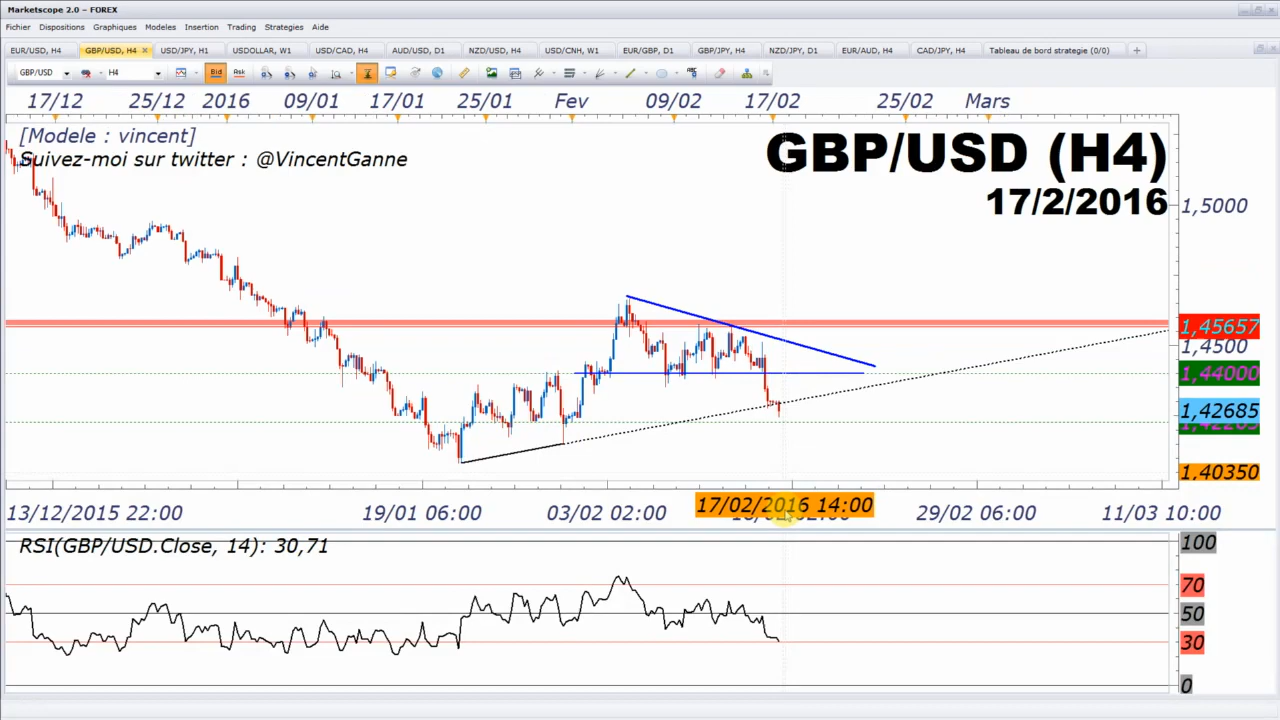 Marketscope 2.0 – FOREX
Fichier Dispositions Graphiques Modeles Insertion Trading Strategies Aide
EUR/USD, H4 GBP/USD, H4 USD/JPY, H1 USDOLLAR, W1 USD/CAD, H4 AUD/USD, D1 NZD/USD, H4 USD/CNH, W1 EUR/GBP, D1 GBP/JPY, H4 NZD/JPY, D1 EUR/AUD, H4 CAD/JPY, H4 Tableau de bord strategie (0/0)
GBP/USD H4 Bid Ask ABC
17/12 25/12 2016 09/01 17/01 25/01 Fev 09/02 17/02 25/02 Mars
[Modele : vincent]
Suivez-moi sur twitter : @VincentGanne
GBP/USD (H4)
17/2/2016
1,5000
1,45657
1,4500
1,44000
1,42685
1,40350
17/02/2016 14:00
13/12/2015 22:00 19/01 06:00 03/02 02:00 29/02 06:00 11/03 10:00
RSI(GBP/USD.Close, 14): 30,71
100
70
50
30
0